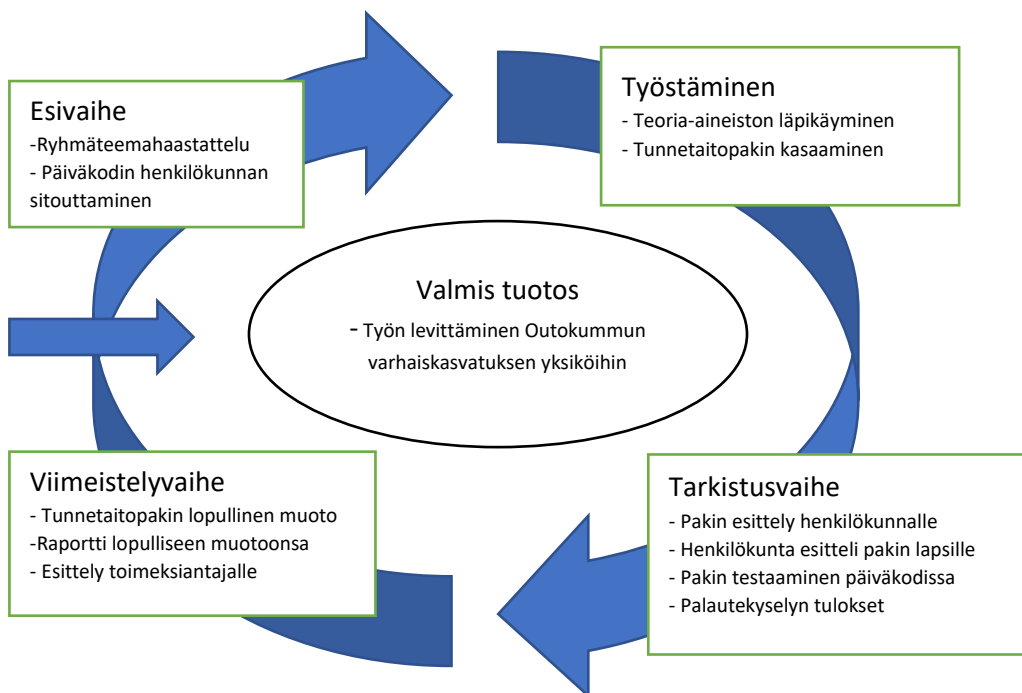 Esivaihe
-Ryhmäteemahaastattelu
- Päiväkodin henkilökunnan
sitouttaminen
Työstäminen
- Teoria-aineiston läpikäyminen
- Tunnetaitopakin kasaaminen
Valmis tuotos
- Työn levittäminen Outokummun
varhaiskasvatuksen yksiköihin
Viimeistelyvaihe
- Tunnetaitopakin lopullinen muoto
-Raportti lopulliseen muotoonsa
- Esittely toimeksiantajalle
Tarkistusvaihe
- Pakin esittely henkilökunnalle
- Henkilökunta esitteli pakin lapsille
- Pakin testaaminen päiväkodissa
- Palautekyselyn tulokset